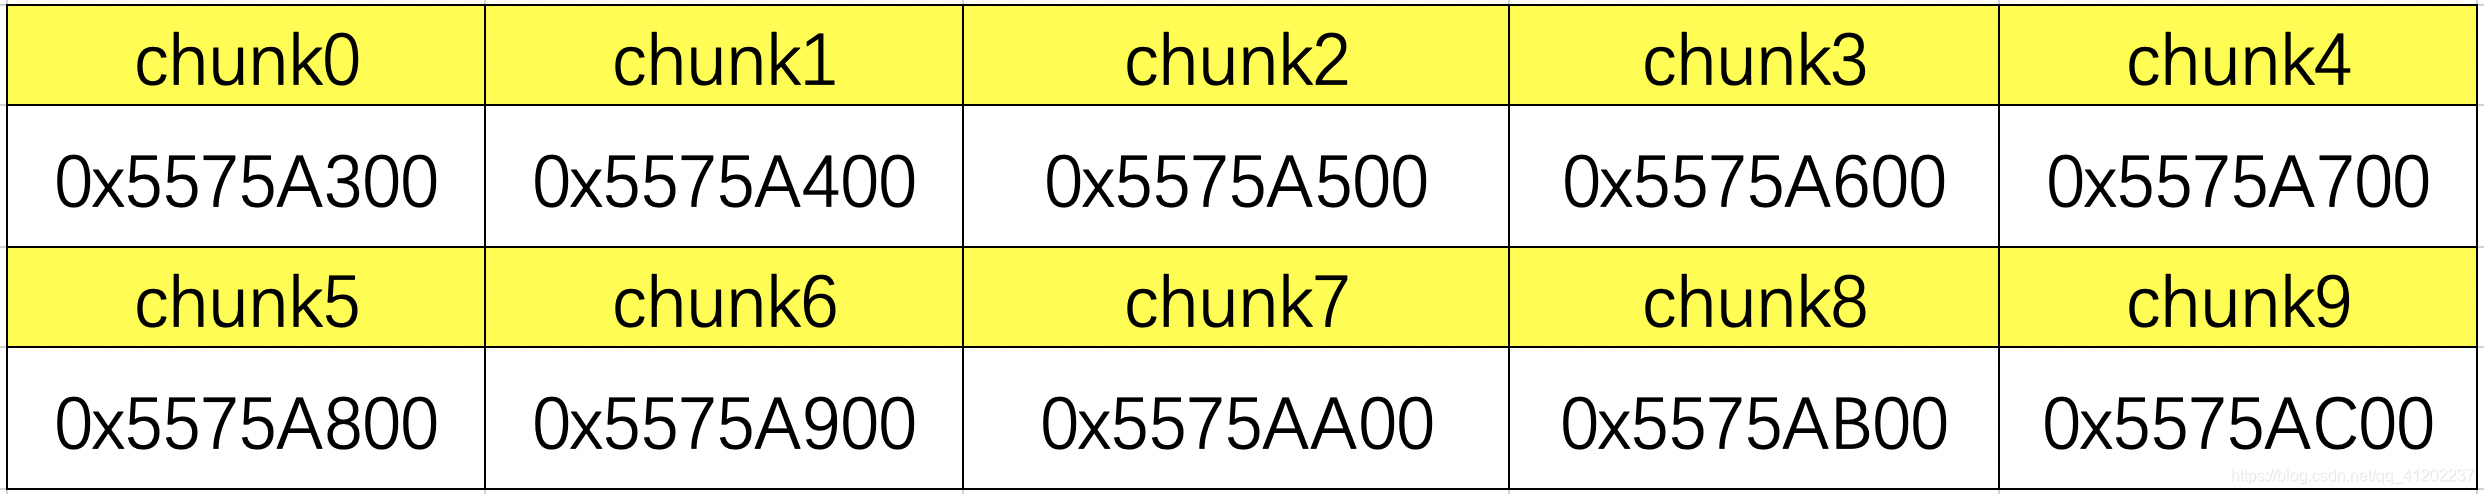 chunk0 chunk1 chunk2 chunk3 chunk4
0x5575A300 0x5575A400 0x5575A500 0x5575A600 0x5575A700
chunk5 chunk6 chunk7 chunk8 chunk9
0x5575A800 0x5575A900 0x5575AA00 0x5575AB00 0x5575AC00
https://blog.csdn.net/qq_41202237